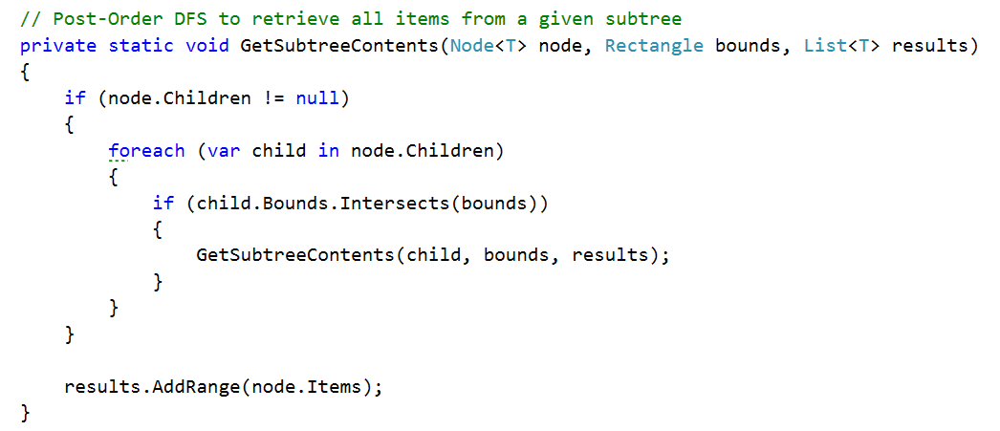 // Post-Order DFS to retrieve all items from a given subtree
private static void GetSubtreeContents(Node<T> node, Rectangle bounds, List<T> results)
{
    if (node.Children != null)
    {
        foreach (var child in node.Children)
        {
            if (child.Bounds.Intersects(bounds))
            {
                GetSubtreeContents(child, bounds, results);
            }
        }
    }

    results.AddRange(node.Items);
}